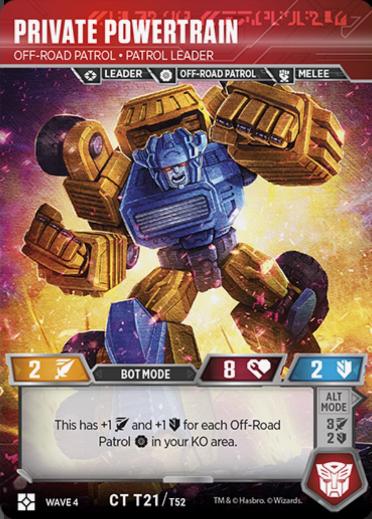 PRIVATE POWERTRAIN
OFF-ROAD PATROL • PATROL LEADER
LEADER OFF-ROAD PATROL MELEE
2 BOT MODE 8 2
ALT
MODE
3
2
This has +1 and +1 for each Off-Road
Patrol in your KO area.
WAVE 4 CT T21/T52 TM & © Hasbro. © Wizards.